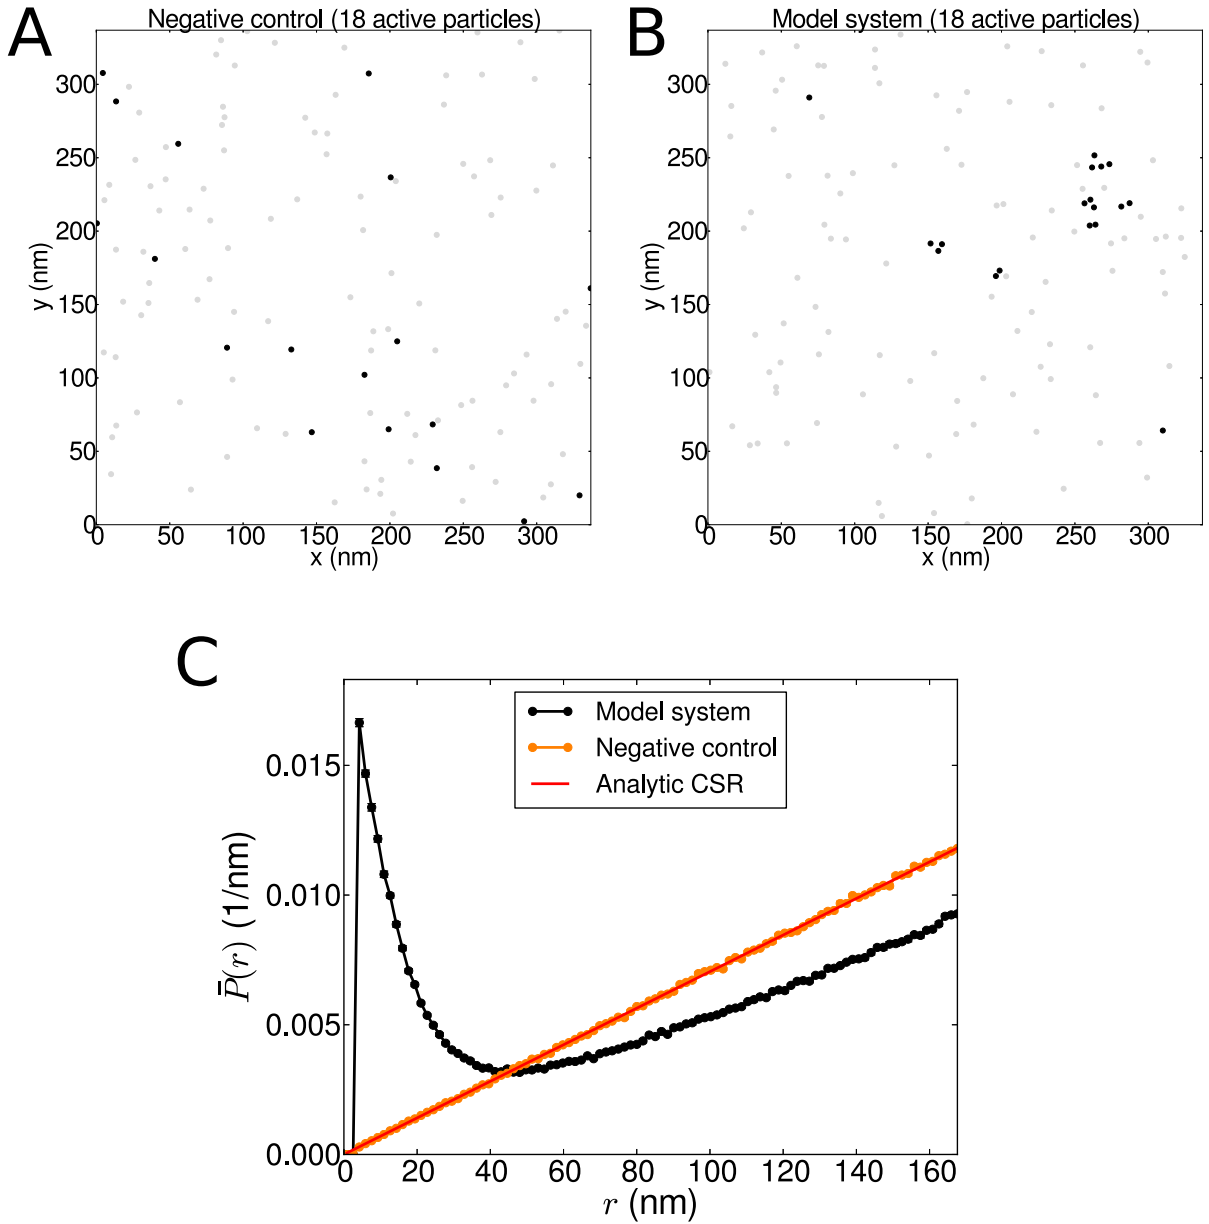 A
Negative control (18 active particles)
300
250
200
150
100
50
0
0 50 100 150 200 250 300
y (nm)
x (nm)
B
Model system (18 active particles)
300
250
200
150
100
50
0
0 50 100 150 200 250 300
y (nm)
x (nm)
C
Model system
Negative control
Analytic CSR
0.015
0.010
0.005
0.000
0 20 40 60 80 100 120 140 160
P̄(r) (1/nm)
r (nm)